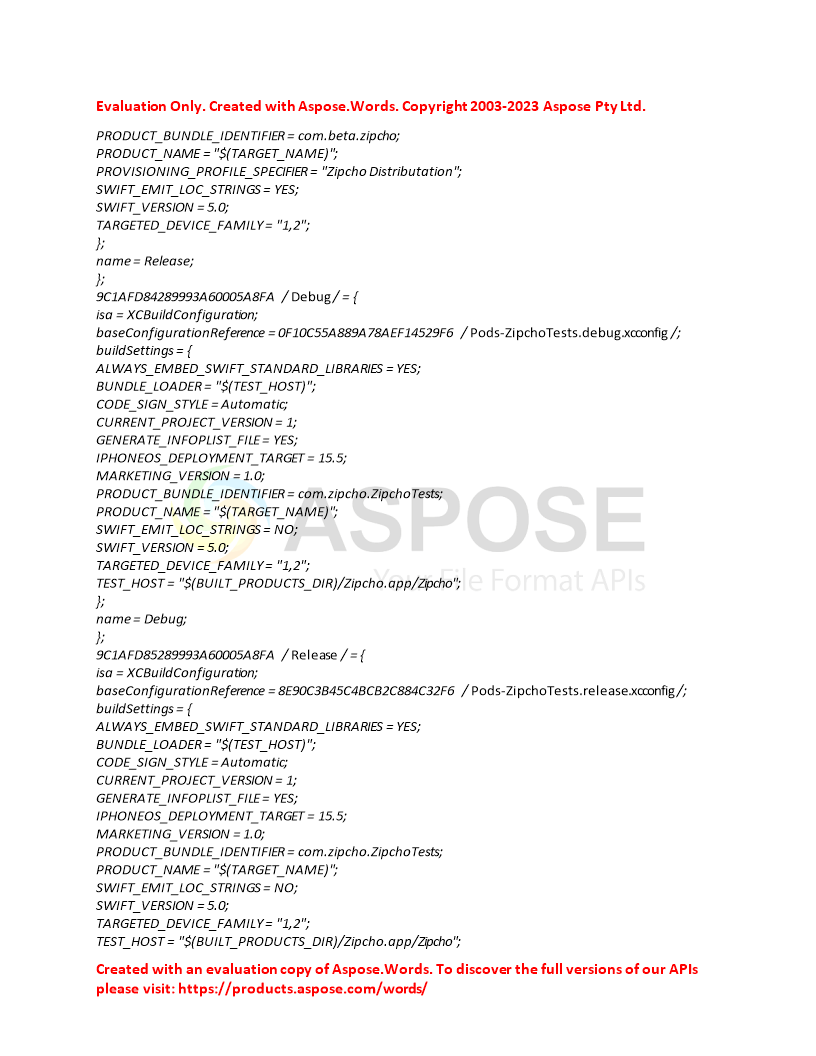 Evaluation Only. Created with Aspose.Words. Copyright 2003-2023 Aspose Pty Ltd.
PRODUCT_BUNDLE_IDENTIFIER = com.beta.zipcho;
PRODUCT_NAME = "$(TARGET_NAME)";
PROVISIONING_PROFILE_SPECIFIER = "Zipcho Distributation";
SWIFT_EMIT_LOC_STRINGS = YES;
SWIFT_VERSION = 5.0;
TARGETED_DEVICE_FAMILY = "1,2";
};
name = Release;
};
9C1AFD84289993A60005A8FA / Debug / = {
isa = XCBuildConfiguration;
baseConfigurationReference = 0F10C55A889A78AEF14529F6 / Pods-ZipchoTests.debug.xcconfig /;
buildSettings = {
ALWAYS_EMBED_SWIFT_STANDARD_LIBRARIES = YES;
BUNDLE_LOADER = "$(TEST_HOST)";
CODE_SIGN_STYLE = Automatic;
CURRENT_PROJECT_VERSION = 1;
GENERATE_INFOPLIST_FILE = YES;
IPHONEOS_DEPLOYMENT_TARGET = 15.5;
MARKETING_VERSION = 1.0;
PRODUCT_BUNDLE_IDENTIFIER = com.zipcho.ZipchoTests;
PRODUCT_NAME = "$(TARGET_NAME)";
SWIFT_EMIT_LOC_STRINGS = NO;
SWIFT_VERSION = 5.0;
ASPOSE
TARGETED_DEVICE_FAMILY = "1,2";
TEST_HOST = "$(BUILT_PRODUCTS_DIR)/Zipcho.app/Zipcho";
Your File Format APIs
};
name = Debug;
};
9C1AFD85289993A60005A8FA / Release / = {
isa = XCBuildConfiguration;
baseConfigurationReference = 8E90C3B45C4BCB2C884C32F6 / Pods-ZipchoTests.release.xcconfig /;
buildSettings = {
ALWAYS_EMBED_SWIFT_STANDARD_LIBRARIES = YES;
BUNDLE_LOADER = "$(TEST_HOST)";
CODE_SIGN_STYLE = Automatic;
CURRENT_PROJECT_VERSION = 1;
GENERATE_INFOPLIST_FILE = YES;
IPHONEOS_DEPLOYMENT_TARGET = 15.5;
MARKETING_VERSION = 1.0;
PRODUCT_BUNDLE_IDENTIFIER = com.zipcho.ZipchoTests;
PRODUCT_NAME = "$(TARGET_NAME)";
SWIFT_EMIT_LOC_STRINGS = NO;
SWIFT_VERSION = 5.0;
TARGETED_DEVICE_FAMILY = "1,2";
TEST_HOST = "$(BUILT_PRODUCTS_DIR)/Zipcho.app/Zipcho";
Created with an evaluation copy of Aspose.Words. To discover the full versions of our APIs
please visit: https://products.aspose.com/words/